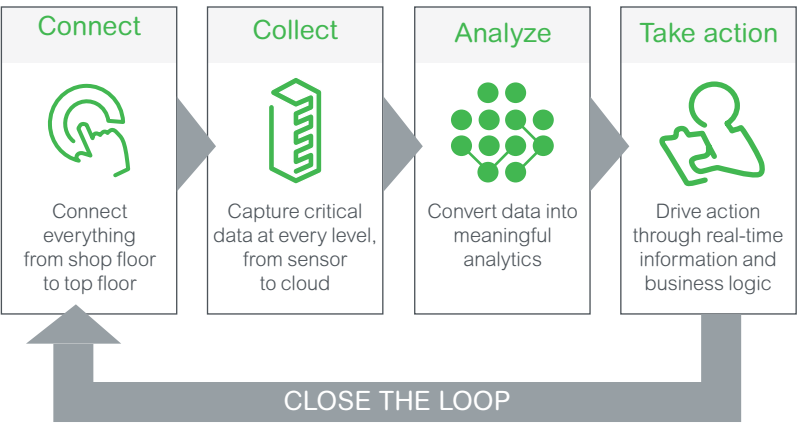 Connect
Connect
everything
from shop floor
to top floor
Collect
Capture critical
data at every level,
from sensor
to cloud
Analyze
Convert data into
meaningful
analytics
Take action
Drive action
through real-time
information and
business logic
CLOSE THE LOOP